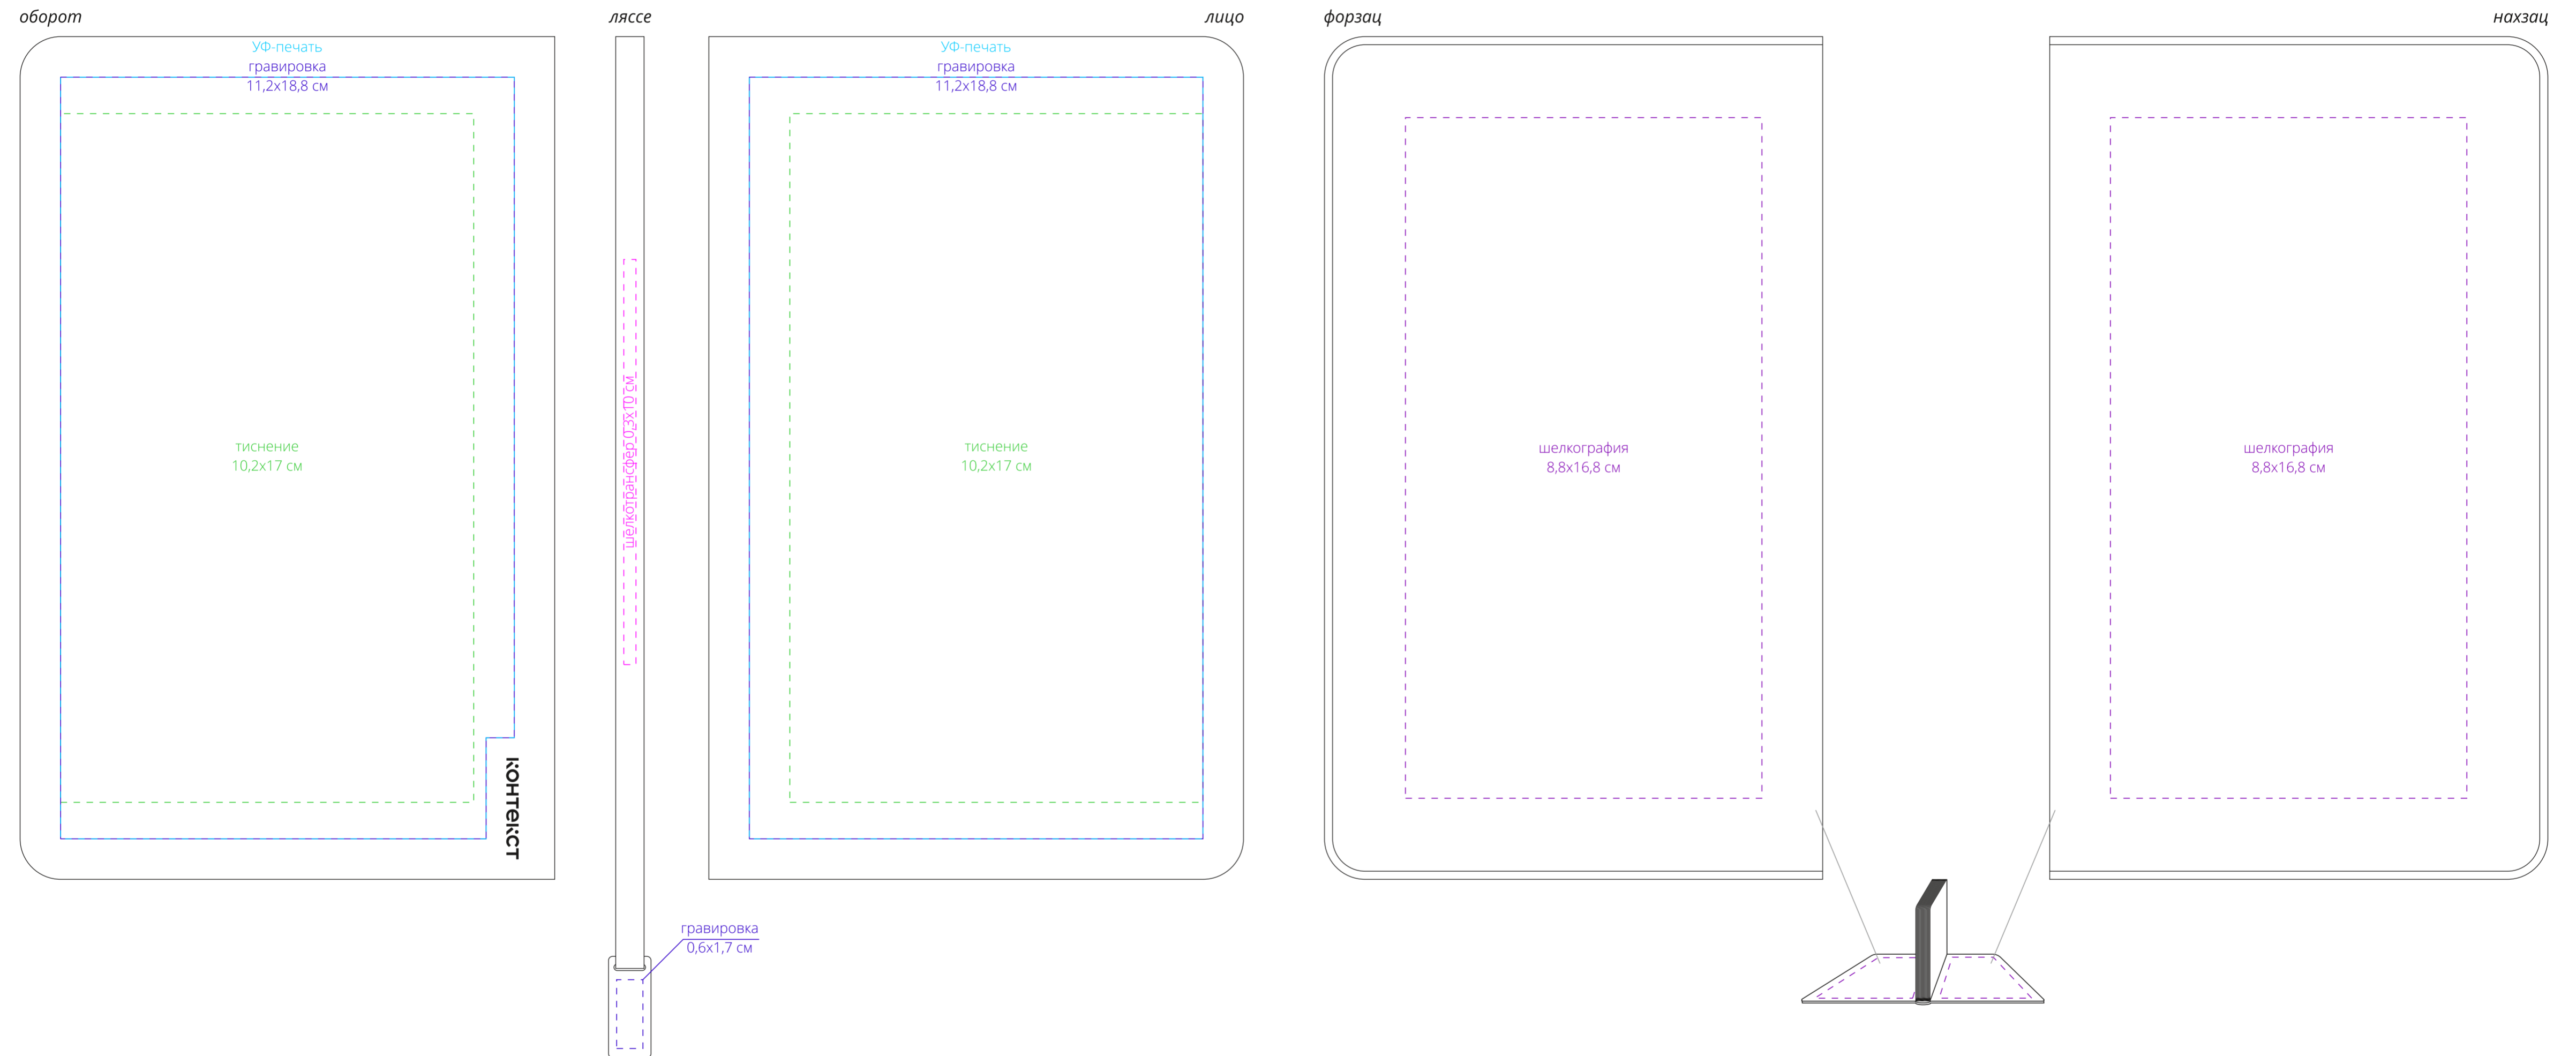 оборот
ляссе
лицо
форзац
нахзац
УФ-печать
гравировка
11,2х18,8 см
тиснение
10,2х17 см
контекст
шелкотрансфер 0,3х10 см
гравировка
0,6х1,7 см
УФ-печать
гравировка
11,2х18,8 см
тиснение
10,2х17 см
шелкография
8,8х16,8 см
шелкография
8,8х16,8 см